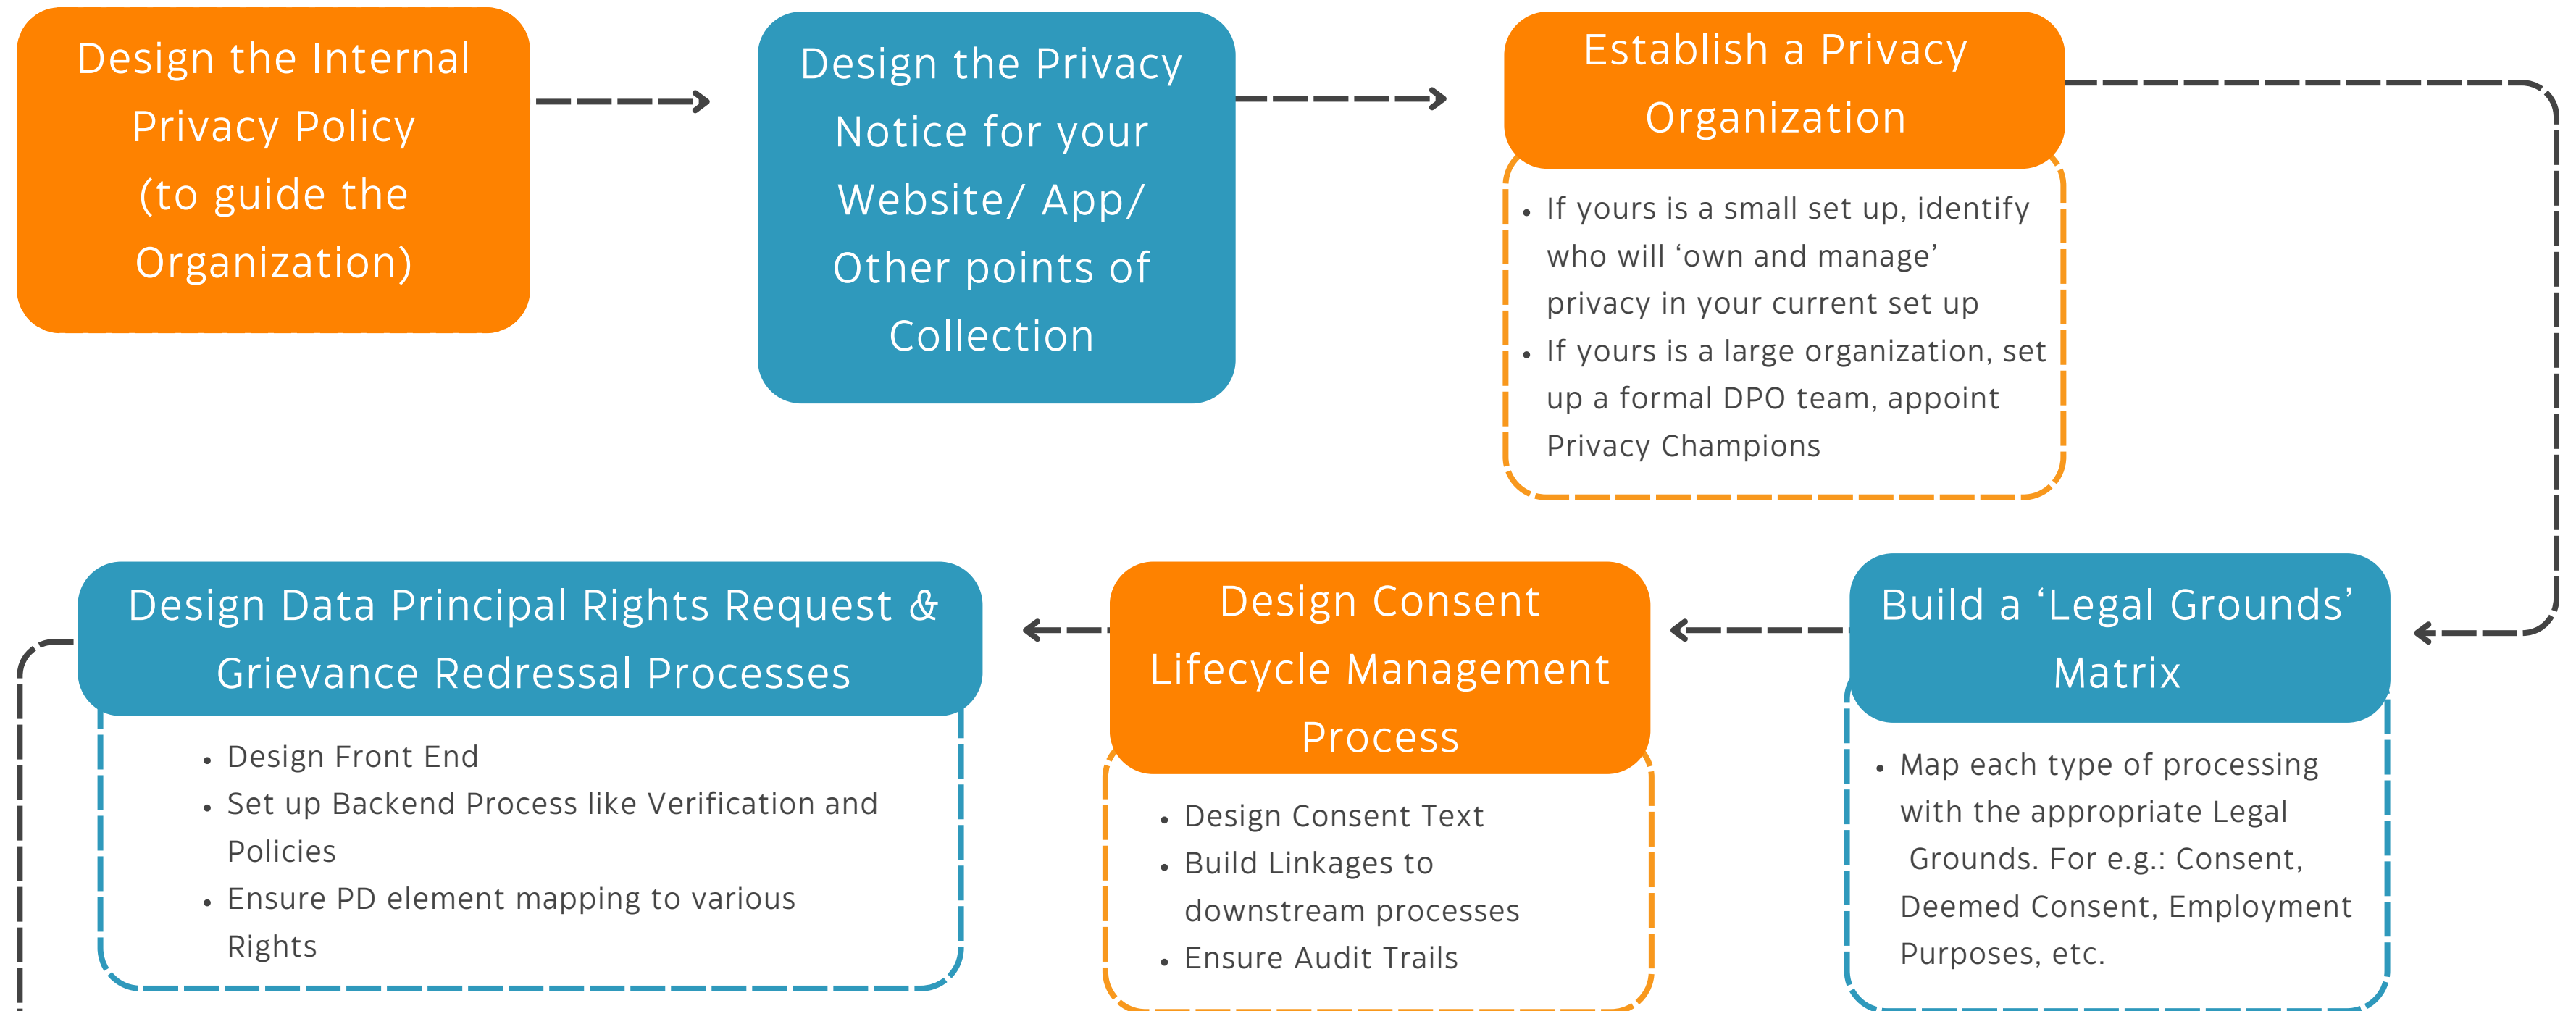 Design the Internal
Privacy Policy
(to guide the
Organization)
Design the Privacy
Notice for your
Website/ App/
Other points of
Collection
Establish a Privacy
Organization
• If yours is a small set up, identify
who will ‘own and manage’
privacy in your current set up
• If yours is a large organization, set
up a formal DPO team, appoint
Privacy Champions
Build a ‘Legal Grounds’
Matrix
• Map each type of processing
with the appropriate Legal
Grounds. For e.g.: Consent,
Deemed Consent, Employment
Purposes, etc.
Design Consent
Lifecycle Management
Process
• Design Consent Text
• Build Linkages to
downstream processes
• Ensure Audit Trails
Design Data Principal Rights Request &
Grievance Redressal Processes
• Design Front End
• Set up Backend Process like Verification and
Policies
• Ensure PD element mapping to various
Rights